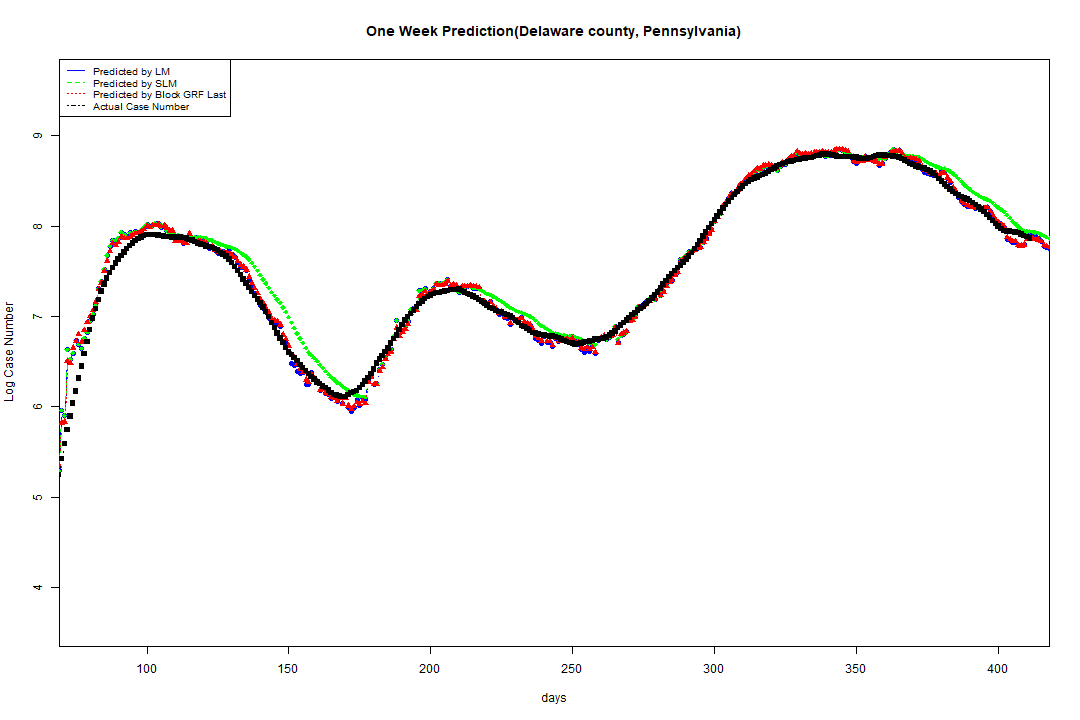 One Week Prediction(Delaware county, Pennsylvania)
Predicted by LM
Predicted by SLM
Predicted by Block GRF Last
Actual Case Number
Log Case Number
9
8
7
6
5
4
100 150 200 250 300 350 400
days